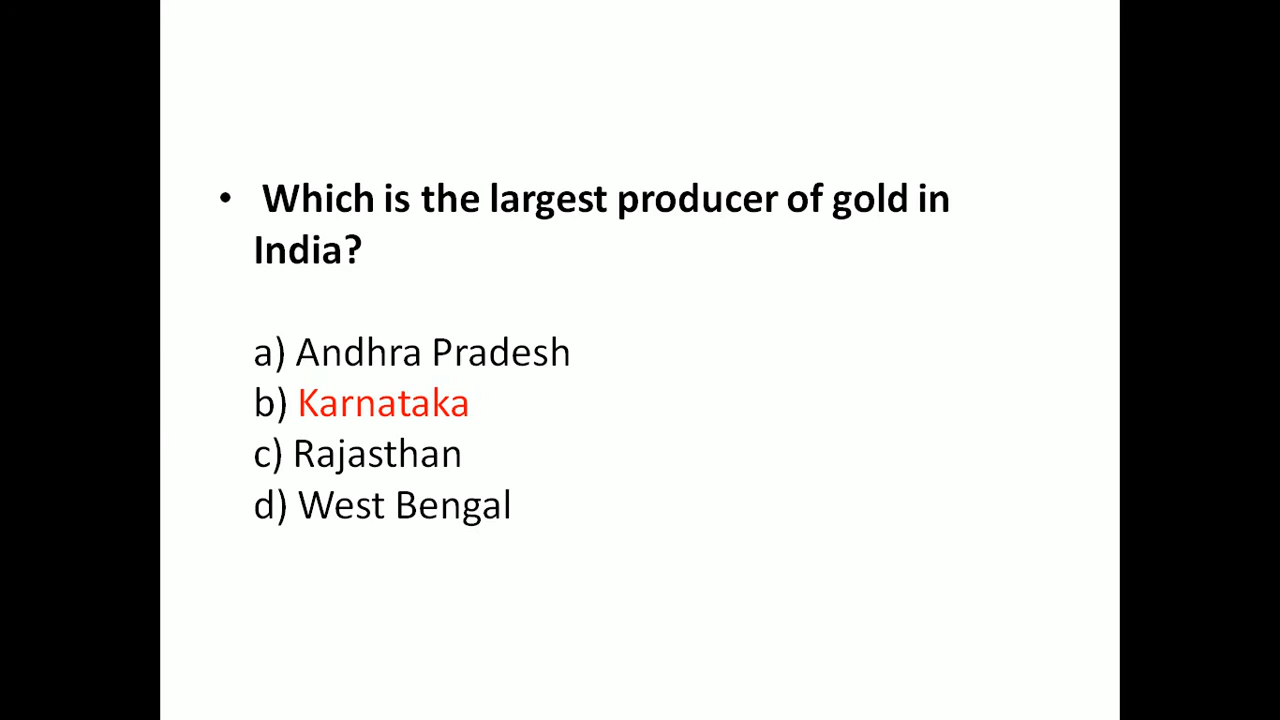 • Which is the largest producer of gold in
India?
a) Andhra Pradesh
b) Karnataka
c) Rajasthan
d) West Bengal